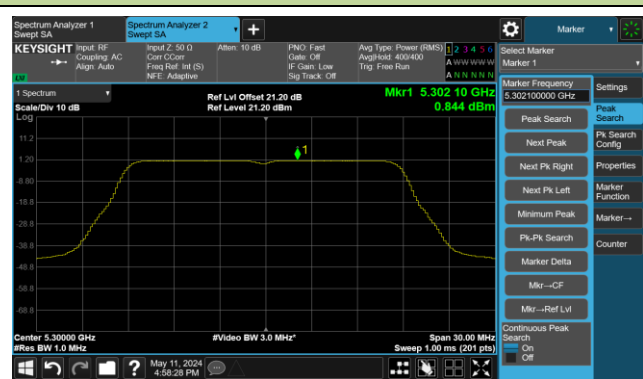 Spectrum Analyzer 1
Swept SA
Spectrum Analyzer 2
Swept SA
+
Marker
KEYSIGHT
LW
Input: RF
Coupling: AC
Align: Auto
Input Z: 50 Ω
Corr CCorr
Freq Ref: Int (S)
NFE: Adaptive
Atten: 10 dB
PNO: Fast
Gate: Off
IF Gain: Low
Sig Track: Off
Avg Type: Power (RMS)
Avg|Hold: 400/400
Trig: Free Run
1 2 3 4 5 6
A W W W W W
A N N N N N
Select Marker
Marker 1
1 Spectrum
Scale/Div 10 dB
Log
Ref Lvl Offset 21.20 dB
Ref Level 21.20 dBm
Mkr1 5.302 10 GHz
0.844 dBm
11.2
1.20
-8.80
-18.8
-28.8
-38.8
-48.8
-58.8
-68.8
1
Center 5.30000 GHz
#Res BW 1.0 MHz
#Video BW 3.0 MHz*
Span 30.00 MHz
Sweep 1.00 ms (201 pts)
Marker Frequency
5.302100000 GHz
Peak Search
Next Peak
Next Pk Right
Next Pk Left
Minimum Peak
Pk-Pk Search
Marker Delta
Mkr→CF
Mkr→Ref Lvl
Continuous Peak
Search
On
Off
Settings
Peak
Search
Pk Search
Config
Properties
Marker
Function
Marker→
Counter
?
May 11, 2024
4:58:28 PM